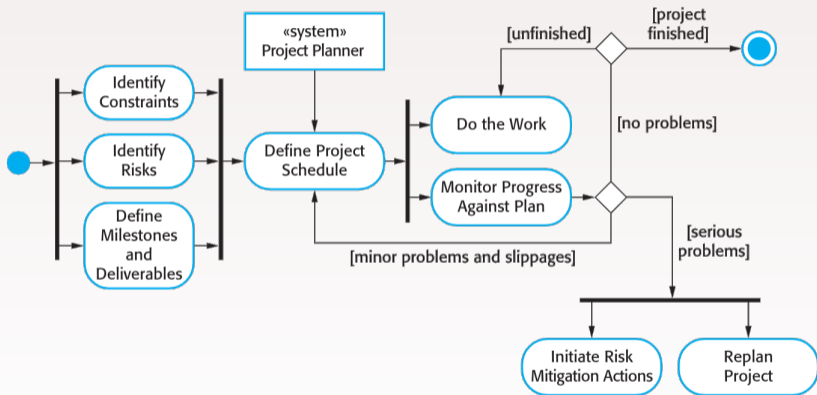 «system»
Project Planner
[unfinished]
[project
finished]
Identify
Constraints
Do the Work
[no problems]
Identify
Risks
Define Project
Schedule
Monitor Progress
Against Plan
Define
Milestones
and
Deliverables
[minor problems and slippages]
[serious
problems]
Initiate Risk
Mitigation Actions
Replan
Project